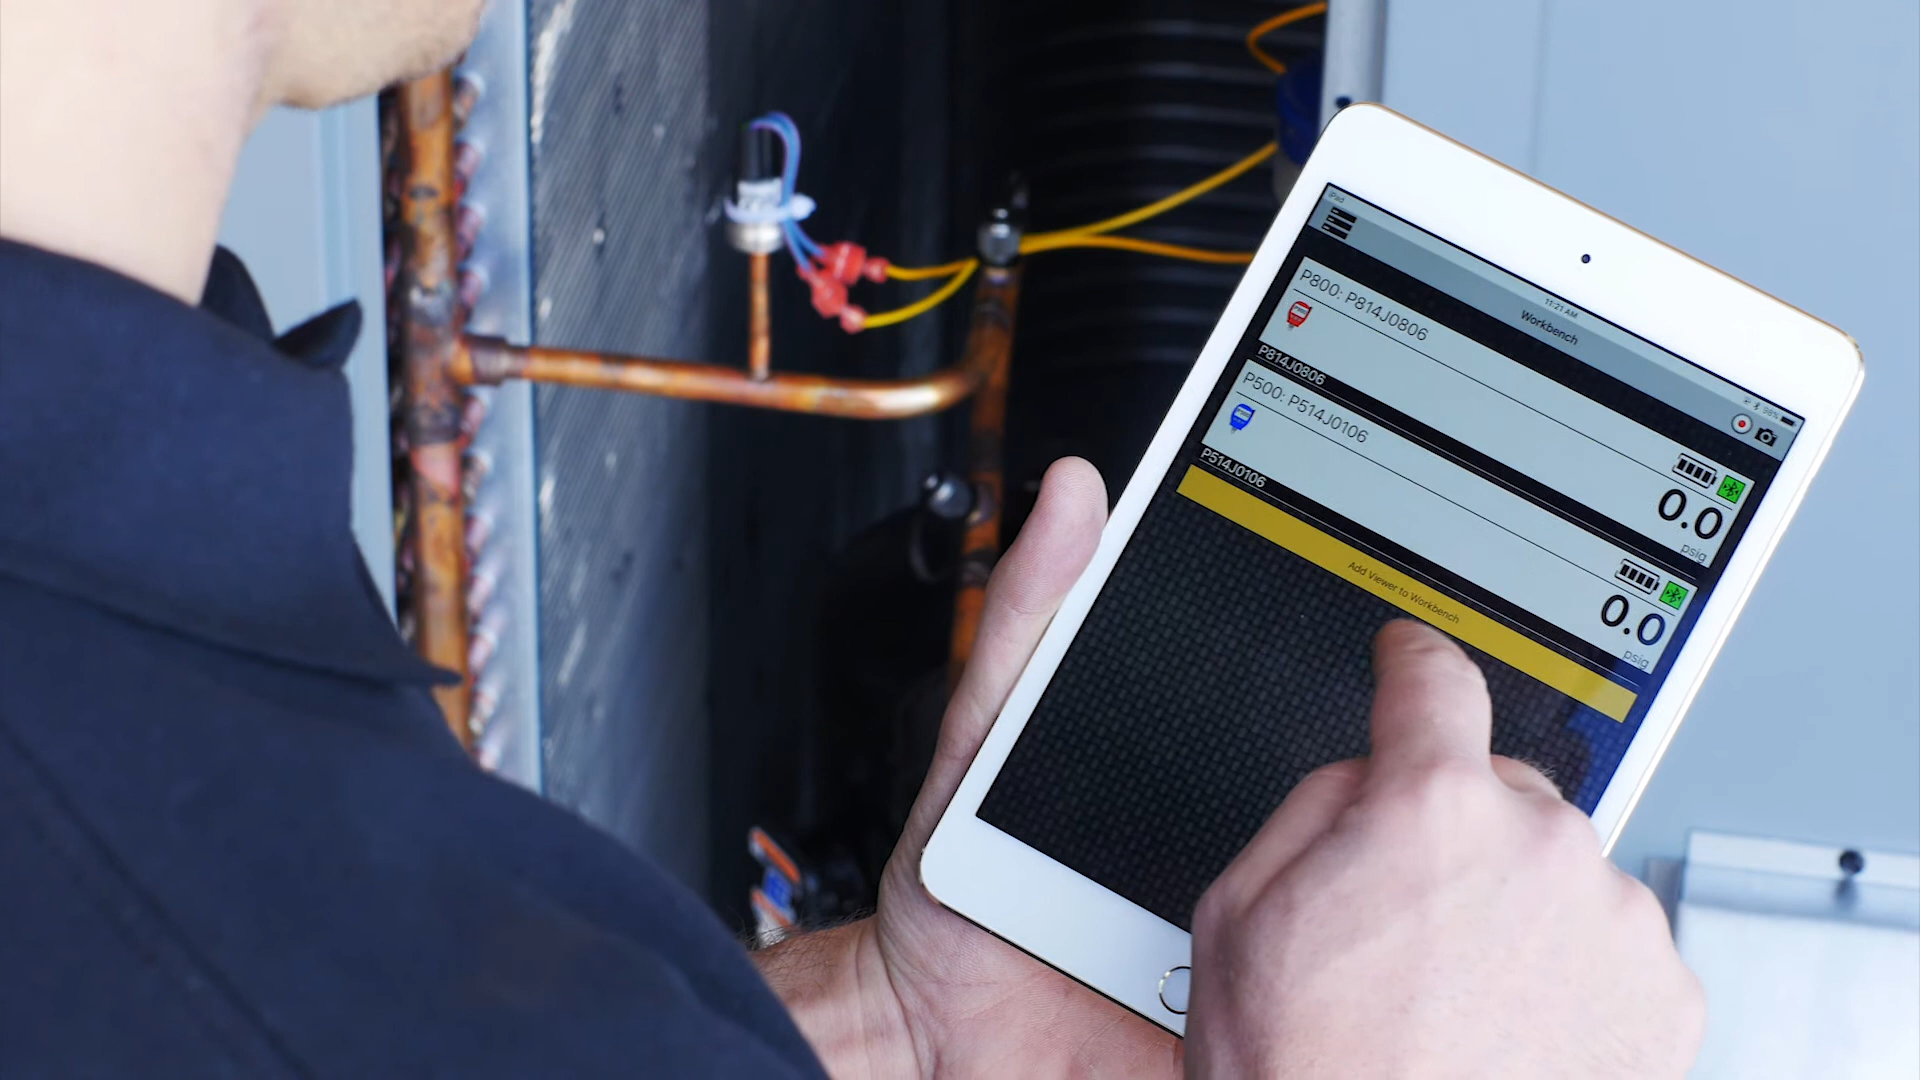 iPad
11:21 AM
98%
Workbench
P800: P814J0806
0.0
psig
P814J0806
P500: P514J0106
0.0
psig
P514J0106
Add Viewer to Workbench